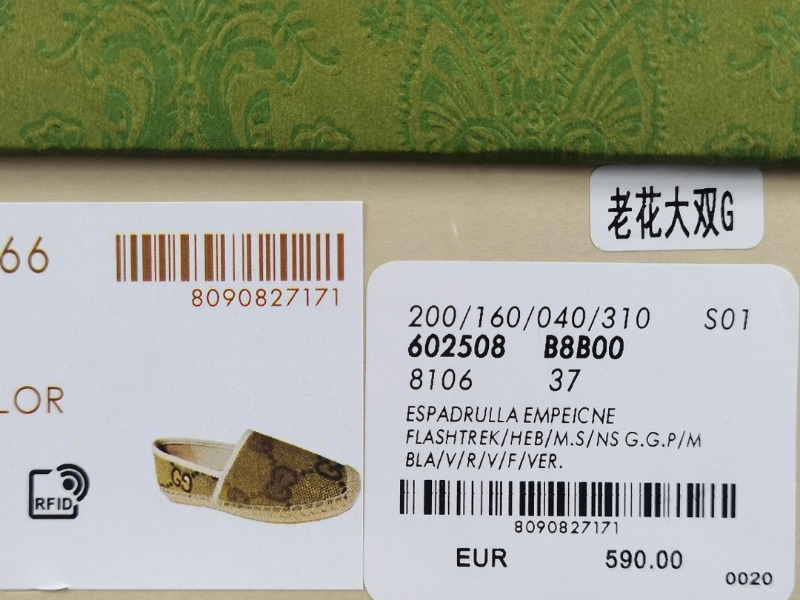 老花大双G
66
8090827171
LOR
RFID
200/160/040/310 S01
602508 B8B00
8106 37
ESPADRULLA EMPEICNE
FLASHTREK/HEB/M.S/NS G.G.P/M
BLA/V/R/V/F/VER.
8090827171
EUR 590.00
0020